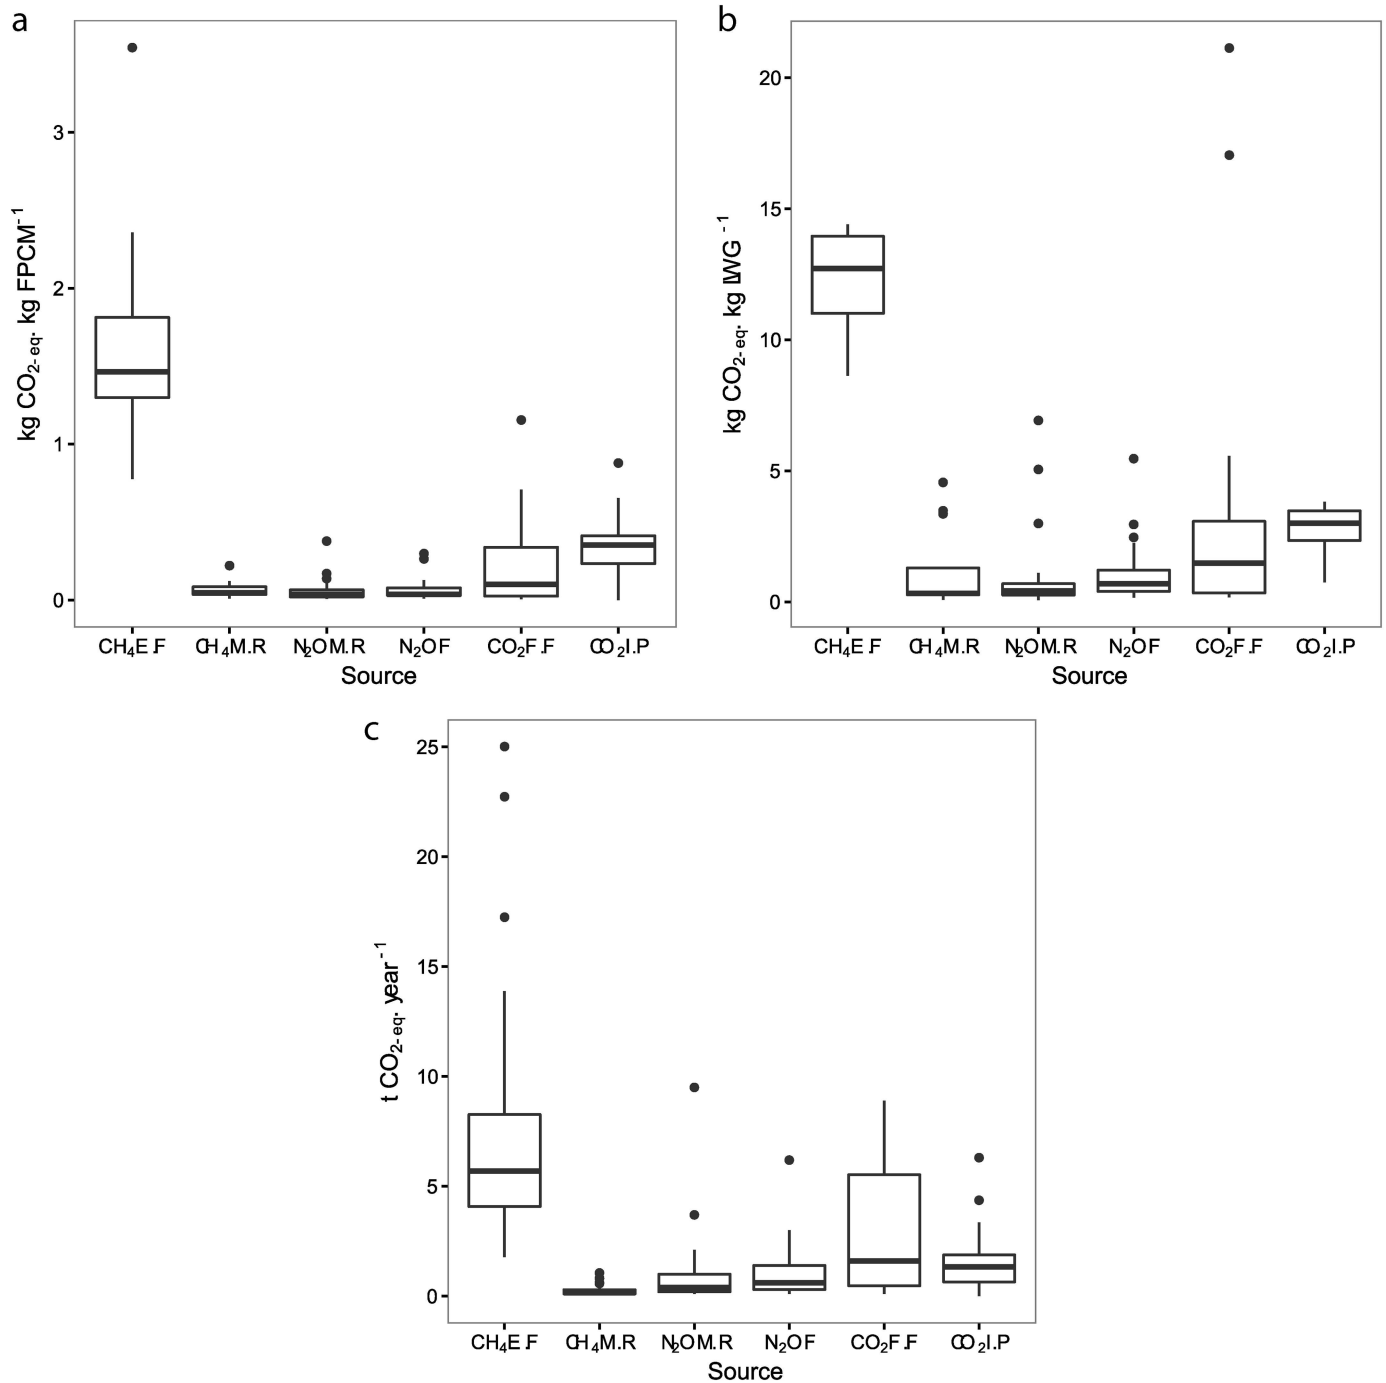 a
3
2
1
0
kg CO2-eq. kg FPCM-1
CH4E.F CH4M.R N2OM.R N2OF CO2F.F CO2I.P
Source
b
20
15
10
5
0
kg CO2-eq. kg LWG-1
CH4E.F CH4M.R N2OM.R N2OF CO2F.F CO2I.P
Source
c
25
20
15
10
5
0
t CO2-eq. year-1
CH4E.F CH4M.R N2OM.R N2OF CO2F.F CO2I.P
Source